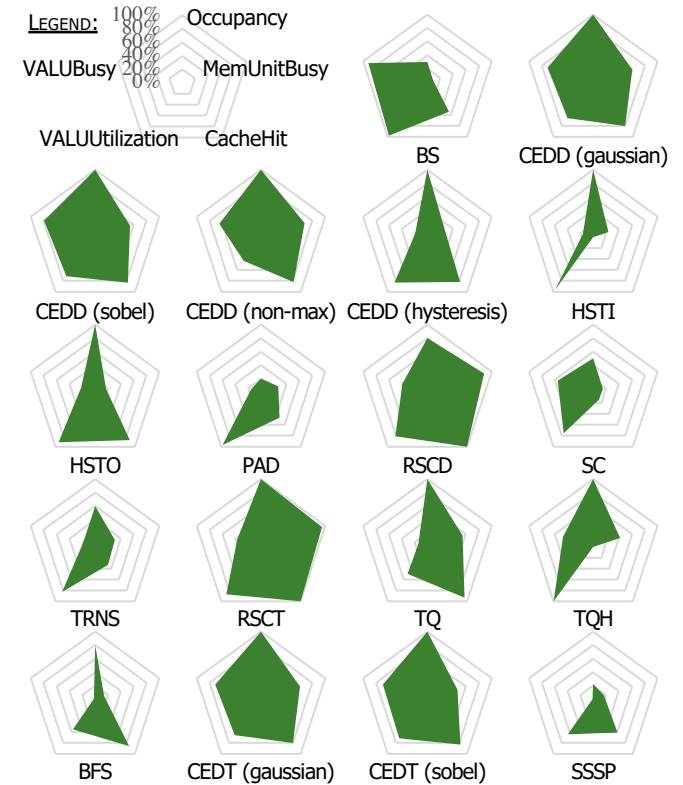 LEGEND: 100% Occupancy
80%
60%
40%
VALUBusy 20% MemUnitBusy
0%
VALUUtilization CacheHit
BS CEDD (gaussian)
CEDD (sobel) CEDD (non-max) CEDD (hysteresis) HSTI
HSTO PAD RSCD SC
TRNS RSCT TQ TQH
BFS CEDT (gaussian) CEDT (sobel) SSSP